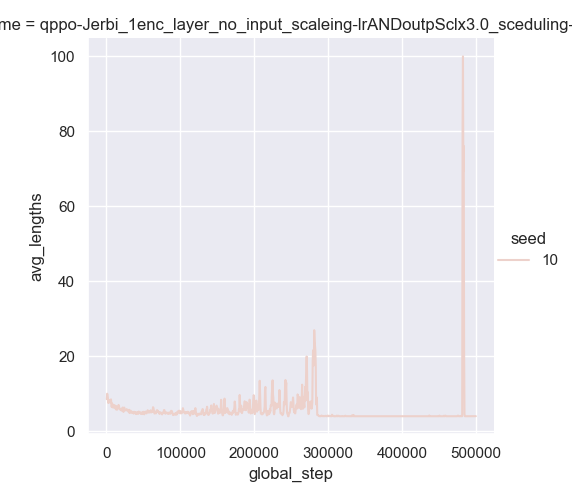 me = qppo-Jerbi_1enc_layer_no_input_scaleing-lrANDoutpSclx3.0_sceduling-
100
80
60
40
20
0
avg_lengths
0 100000 200000 300000 400000 500000
global_step
seed
10